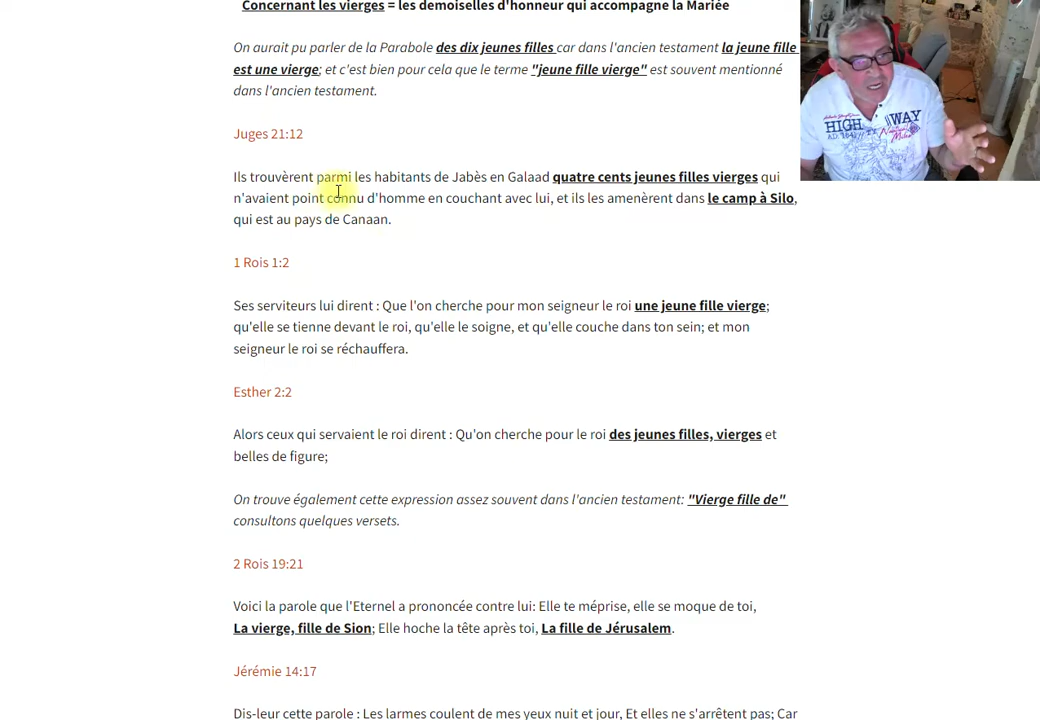 Concernant les vierges = les demoiselles d'honneur qui accompagne la Mariée
On aurait pu parler de la Parabole des dix jeunes filles car dans l'ancien testament la jeune fille
est une vierge; et c'est bien pour cela que le terme "jeune fille vierge" est souvent mentionné
dans l'ancien testament.
Juges 21:12
Ils trouvèrent parmi les habitants de Jabès en Galaad quatre cents jeunes filles vierges qui
n'avaient point connu d'homme en couchant avec lui, et ils les amenèrent dans le camp à Silo,
qui est au pays de Canaan.
1 Rois 1:2
Ses serviteurs lui dirent : Que l'on cherche pour mon seigneur le roi une jeune fille vierge;
qu'elle se tienne devant le roi, qu'elle le soigne, et qu'elle couche dans ton sein; et mon
seigneur le roi se réchauffera.
Esther 2:2
Alors ceux qui servaient le roi dirent : Qu'on cherche pour le roi des jeunes filles, vierges et
belles de figure;
On trouve également cette expression assez souvent dans l'ancien testament: "Vierge fille de"
consultons quelques versets.
2 Rois 19:21
Voici la parole que l'Eternel a prononcée contre lui: Elle te méprise, elle se moque de toi,
La vierge, fille de Sion; Elle hoche la tête après toi, La fille de Jérusalem.
Jérémie 14:17
Dis-leur cette parole : Les larmes coulent de mes yeux nuit et jour, Et elles ne s'arrêtent pas; Car
HIGH WAY